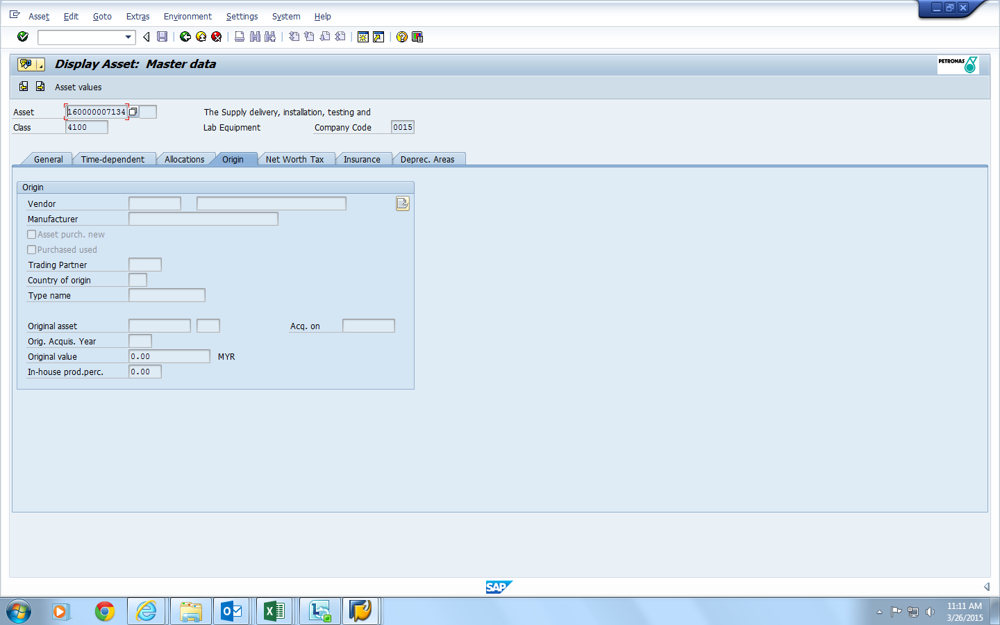 Asset Edit Goto Extras Environment Settings System Help
Display Asset: Master data
PETRONAS
Asset values
Asset 160000007134 The Supply delivery, installation, testing and
Class 4100 Lab Equipment Company Code 0015
General Time-dependent Allocations Origin Net Worth Tax Insurance Deprec. Areas
Origin
Vendor
Manufacturer
Asset purch. new
Purchased used
Trading Partner
Country of origin
Type name
Original asset Acq. on
Orig. Acquis. Year
Original value 0.00 MYR
In-house prod.perc. 0.00
SAP
11:11 AM
3/26/2015